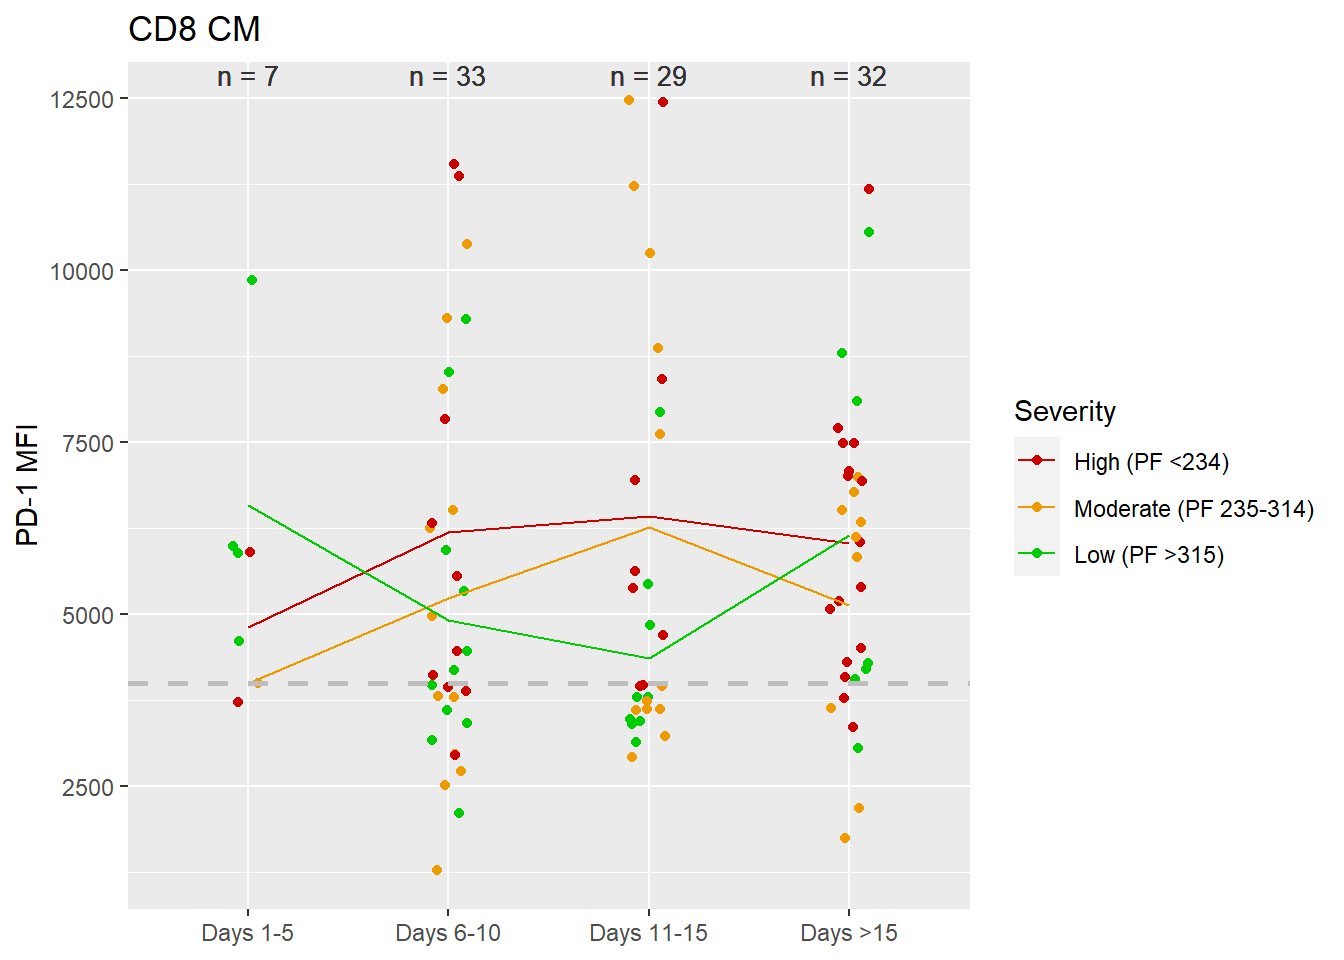 CD8 CM
n = 7
n = 33
n = 29
n = 32
12500
10000
7500
5000
2500
PD-1 MFI
Days 1-5
Days 6-10
Days 11-15
Days >15
Severity
High (PF <234)
Moderate (PF 235-314)
Low (PF >315)